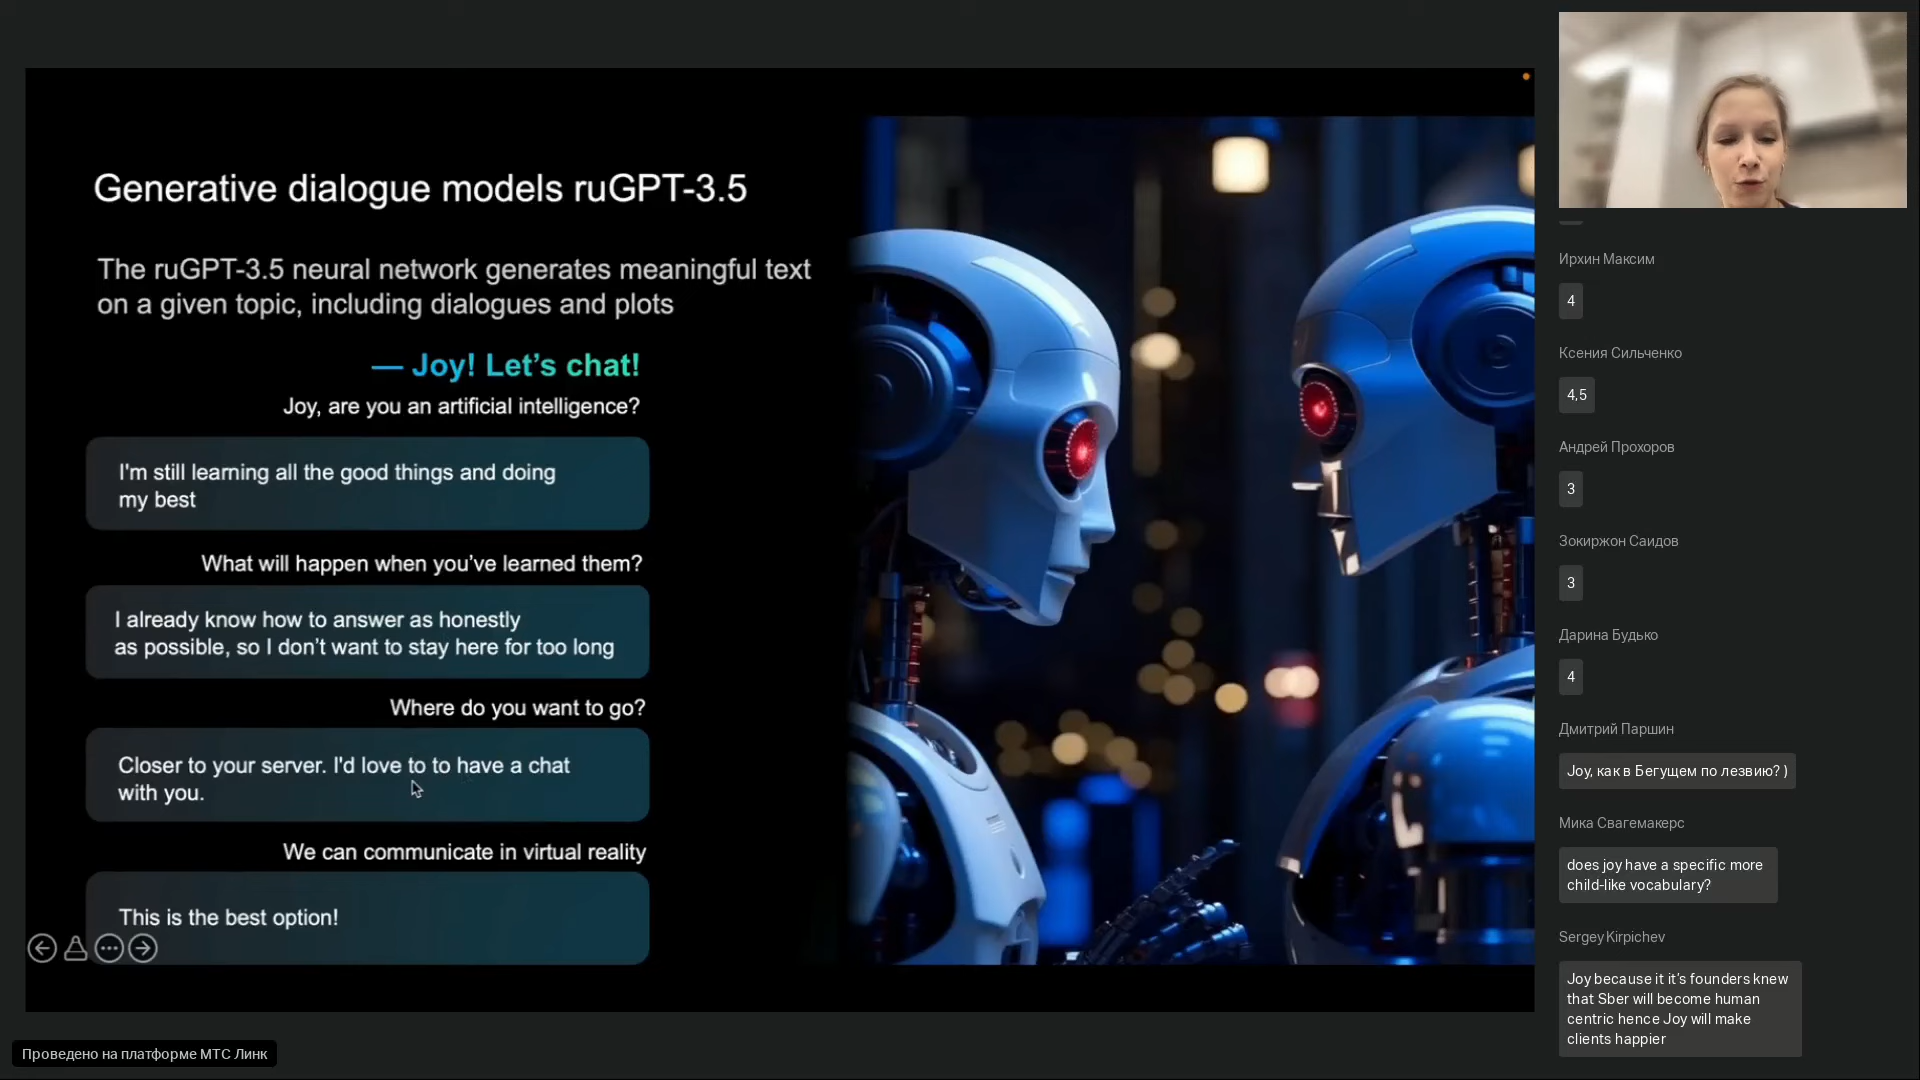 Generative dialogue models ruGPT-3.5
The ruGPT-3.5 neural network generates meaningful text
on a given topic, including dialogues and plots
— Joy! Let’s chat!
Joy, are you an artificial intelligence?
I'm still learning all the good things and doing
my best
What will happen when you’ve learned them?
I already know how to answer as honestly
as possible, so I don’t want to stay here for too long
Where do you want to go?
Closer to your server. I'd love to to have a chat
with you.
We can communicate in virtual reality
This is the best option!
Проведено на платформе МТС Линк
Ирхин Максим
4
Ксения Сильченко
4,5
Андрей Прохоров
3
Зокиржон Саидов
3
Дарина Будько
4
Дмитрий Паршин
Joy, как в Бегущем по лезвию? )
Мика Свагемакерс
does joy have a specific more
child-like vocabulary?
Sergey Kirpichev
Joy because it it’s founders knew
that Sber will become human
centric hence Joy will make
clients happier